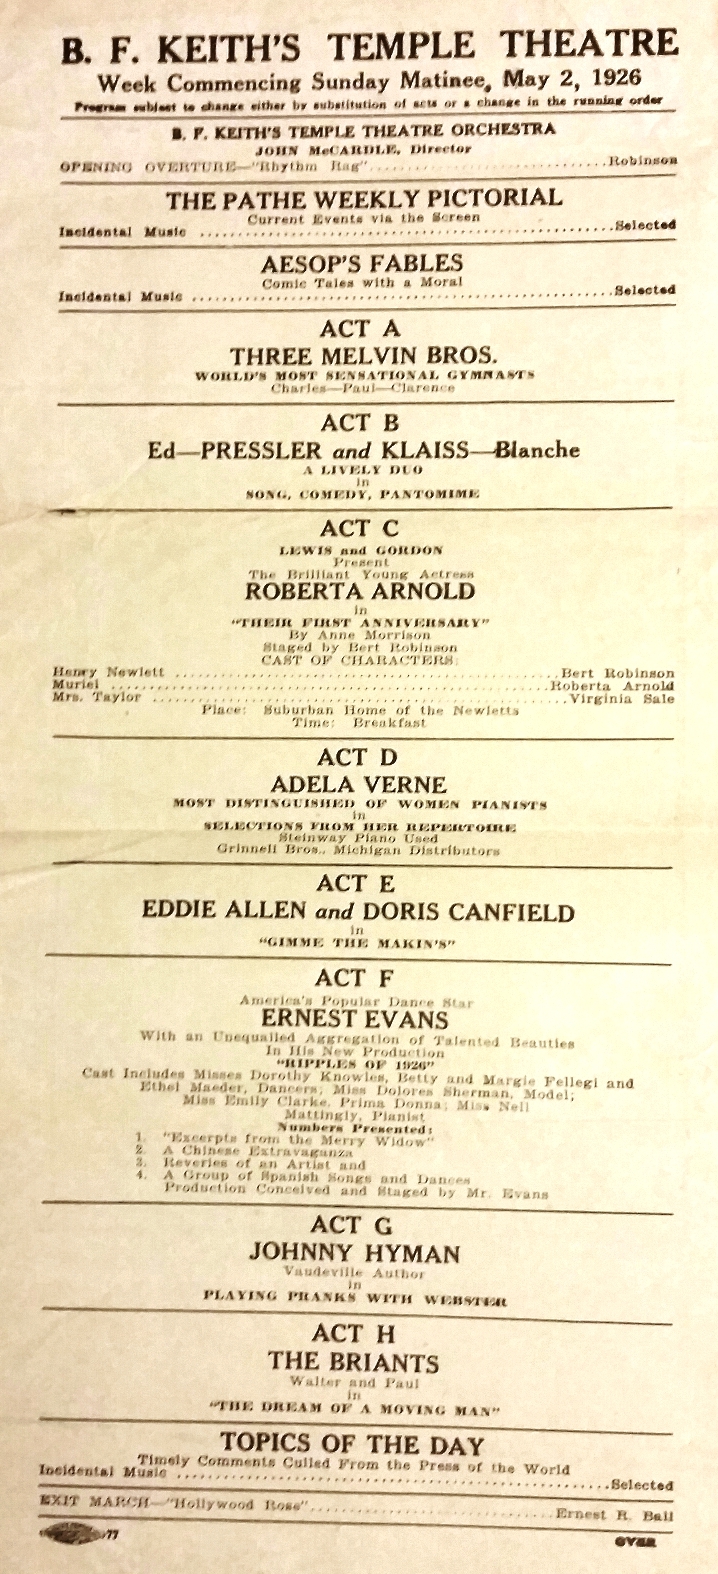 B. F. KEITH'S TEMPLE THEATRE
Week Commencing Sunday Matinee, May 2, 1926
Program subject to change either by substitution of acts or a change in the running order
B. F. KEITH'S TEMPLE THEATRE ORCHESTRA
JOHN McCARDLE, Director
OPENING OVERTURE—"Rhythm Rag"..............................Robinson
THE PATHE WEEKLY PICTORIAL
Current Events via the Screen
Incidental Music ..................................................Selected
AESOP'S FABLES
Comic Tales with a Moral
Incidental Music ..................................................Selected
ACT A
THREE MELVIN BROS.
WORLD'S MOST SENSATIONAL GYMNASTS
Charles—Paul—Clarence
ACT B
Ed—PRESSLER and KLAISS—Blanche
A LIVELY DUO
in
SONG, COMEDY, PANTOMIME
ACT C
LEWIS and GORDON
Present
The Brilliant Young Actress
ROBERTA ARNOLD
in
"THEIR FIRST ANNIVERSARY"
By Anne Morrison
Staged by Bert Robinson
CAST OF CHARACTERS:
Henry Newlett ..............................................Bert Robinson
Muriel ....................................................Roberta Arnold
Mrs. Taylor ................................................Virginia Sale
Place: Suburban Home of the Newletts
Time: Breakfast
ACT D
ADELA VERNE
MOST DISTINGUISHED OF WOMEN PIANISTS
in
SELECTIONS FROM HER REPERTOIRE
Steinway Piano Used
Grinnell Bros., Michigan Distributors
ACT E
EDDIE ALLEN and DORIS CANFIELD
in
"GIMME THE MAKIN'S"
ACT F
America's Popular Dance Star
ERNEST EVANS
With an Unequalled Aggregation of Talented Beauties
In His New Production
"RIPPLES OF 1926"
Cast Includes Misses Dorothy Knowles, Betty and Margie Fellegi and
Ethel Maeder, Dancers; Miss Dolores Sherman, Model;
Miss Emily Clarke, Prima Donna; Miss Nell
Mattingly, Pianist
Numbers Presented:
1. "Excerpts from the Merry Widow"
2. A Chinese Extravaganza
3. Reveries of an Artist and
4. A Group of Spanish Songs and Dances
Production Conceived and Staged by Mr. Evans
ACT G
JOHNNY HYMAN
Vaudeville Author
in
PLAYING PRANKS WITH WEBSTER
ACT H
THE BRIANTS
Walter and Paul
in
"THE DREAM OF A MOVING MAN"
TOPICS OF THE DAY
Timely Comments Culled From the Press of the World
Incidental Music ..................................................Selected
EXIT MARCH—"Hollywood Rose"..............................Ernest R. Ball
77
OVER